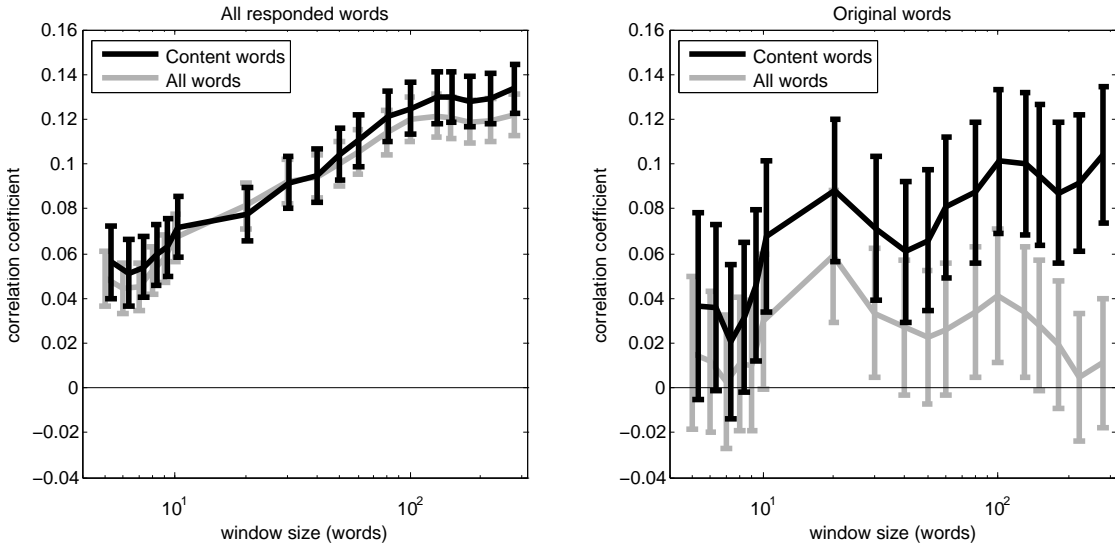 All responded words
0.16
0.14
0.12
0.1
0.08
0.06
0.04
0.02
0
−0.02
−0.04
correlation coefficient
Content words
All words
10^1
10^2
window size (words)
Original words
0.16
0.14
0.12
0.1
0.08
0.06
0.04
0.02
0
−0.02
−0.04
correlation coefficient
Content words
All words
10^1
10^2
window size (words)